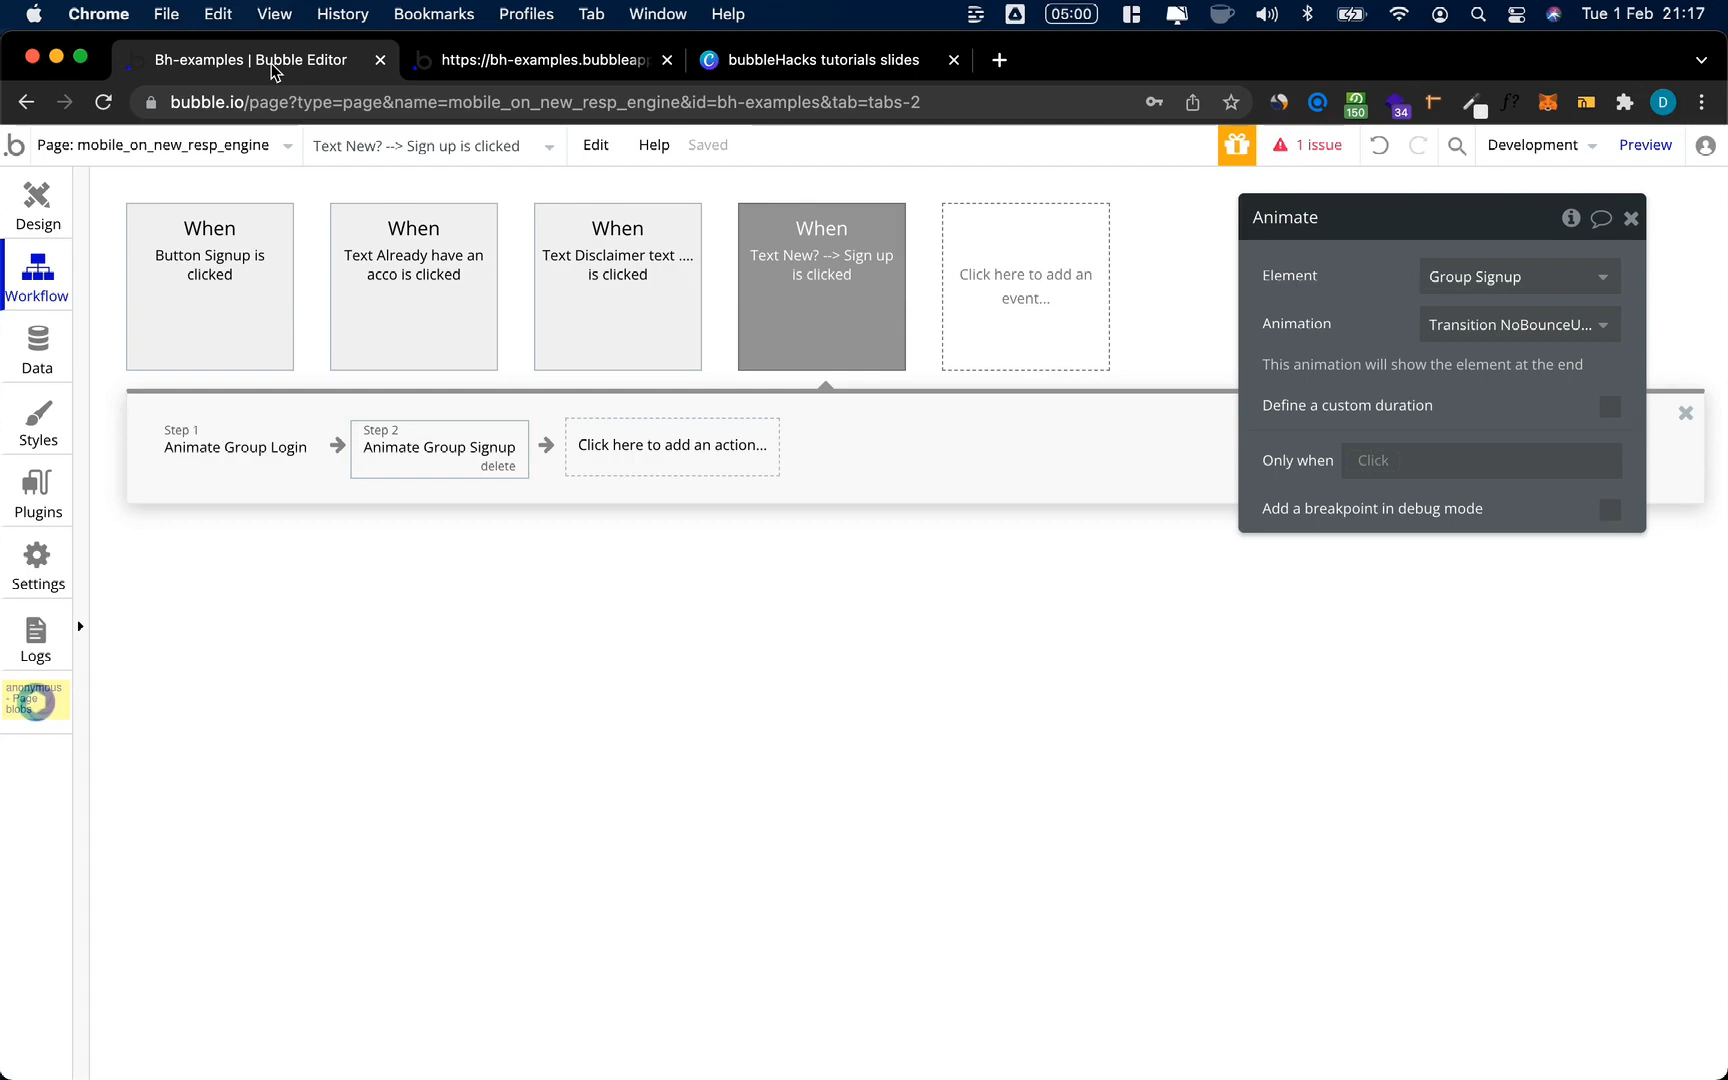 Chrome File Edit View History Bookmarks Profiles Tab Window Help 05:00 Tue 1 Feb 21:17
Bh-examples | Bubble Editor https://bh-examples.bubbleapp bubbleHacks tutorials slides
bubble.io/page?type=page&name=mobile_on_new_resp_engine&id=bh-examples&tab=tabs-2 150 34 f? D
b Page: mobile_on_new_resp_engine Text New? --> Sign up is clicked Edit Help Saved 1 issue Development Preview
Design
Workflow
Data
Styles
Plugins
Settings
Logs
anonymous
- Page
blobs
When
Button Signup is
clicked
When
Text Already have an
acco is clicked
When
Text Disclaimer text ....
is clicked
When
Text New? --> Sign up
is clicked
Click here to add an
event...
Step 1
Animate Group Login
Step 2
Animate Group Signup
delete
Click here to add an action...
Animate
Element Group Signup
Animation Transition NoBounceU...
This animation will show the element at the end
Define a custom duration
Only when Click
Add a breakpoint in debug mode